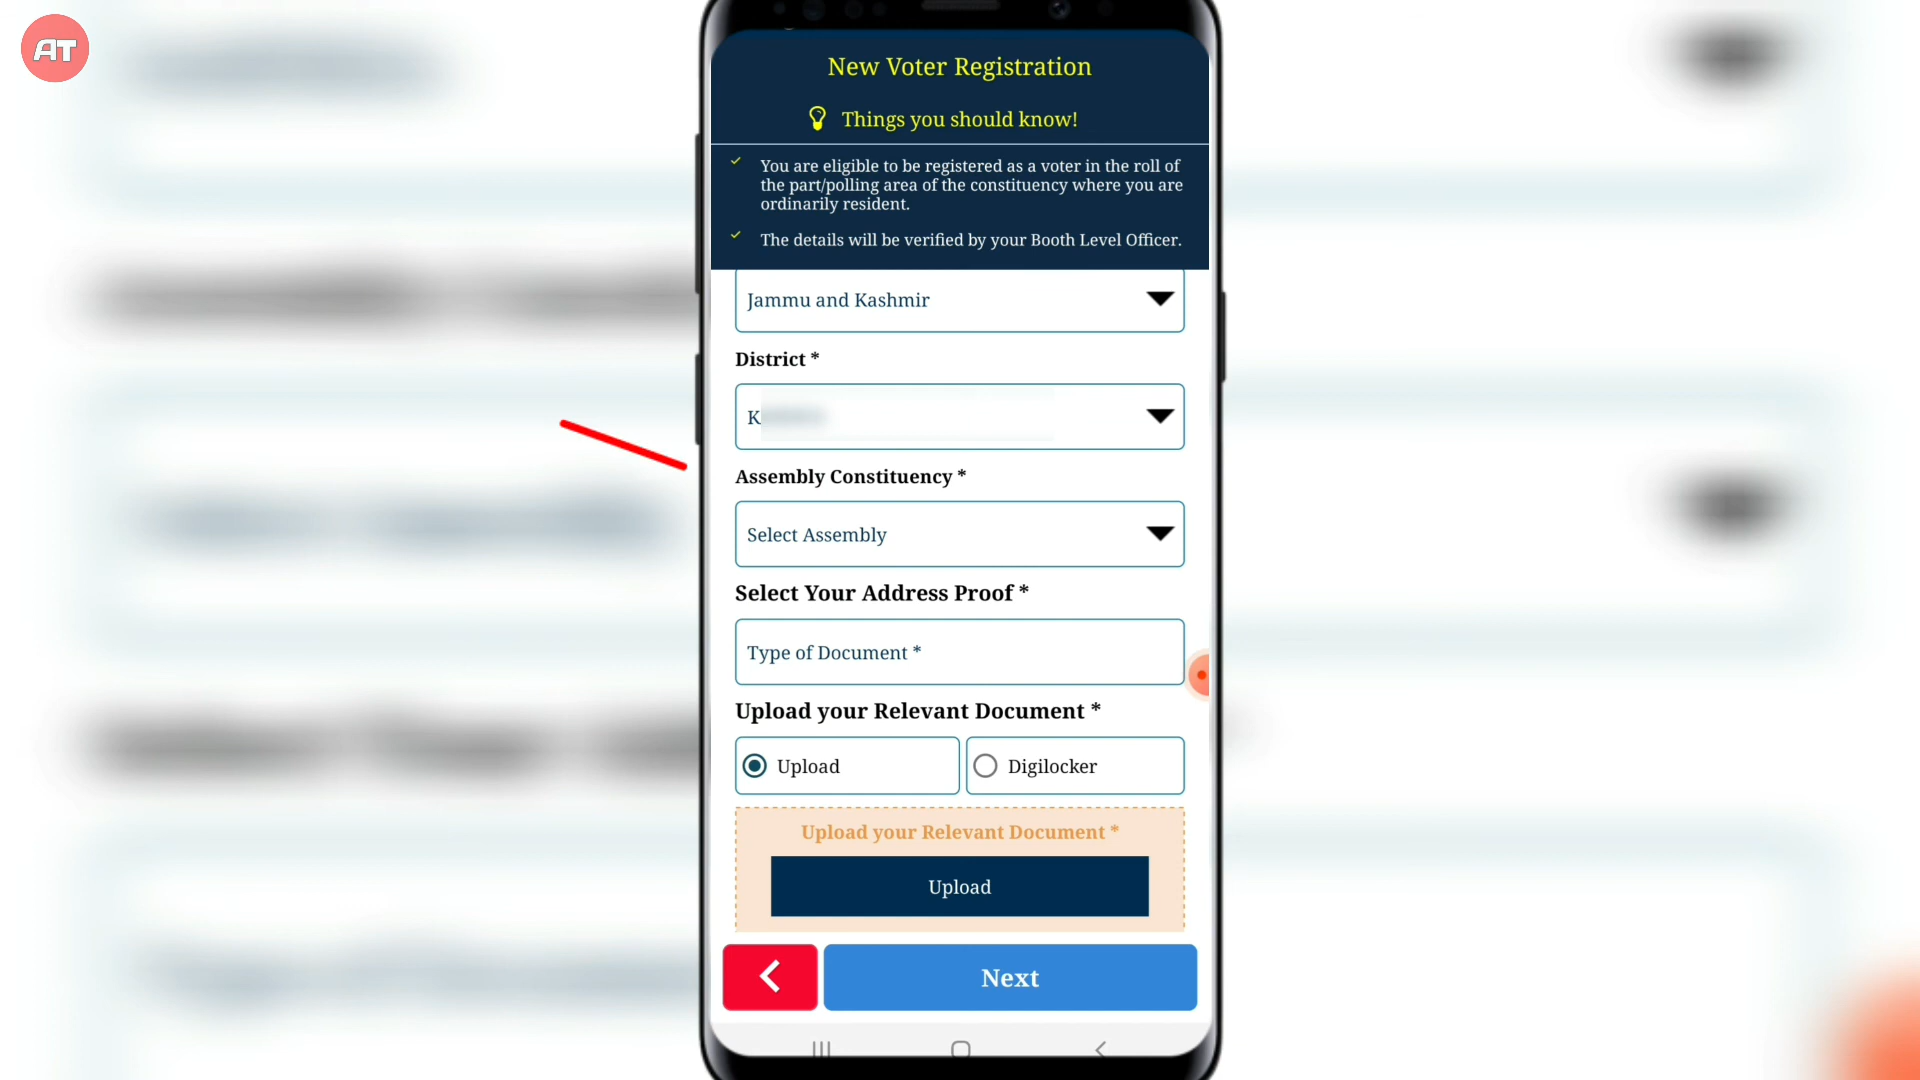 AT
New Voter Registration
Things you should know!
You are eligible to be registered as a voter in the roll of
the part/polling area of the constituency where you are
ordinarily resident.
The details will be verified by your Booth Level Officer.
Jammu and Kashmir
District *
Assembly Constituency *
Select Assembly
Select Your Address Proof *
Type of Document *
Upload your Relevant Document *
Upload
Digilocker
Upload your Relevant Document *
Upload
Next